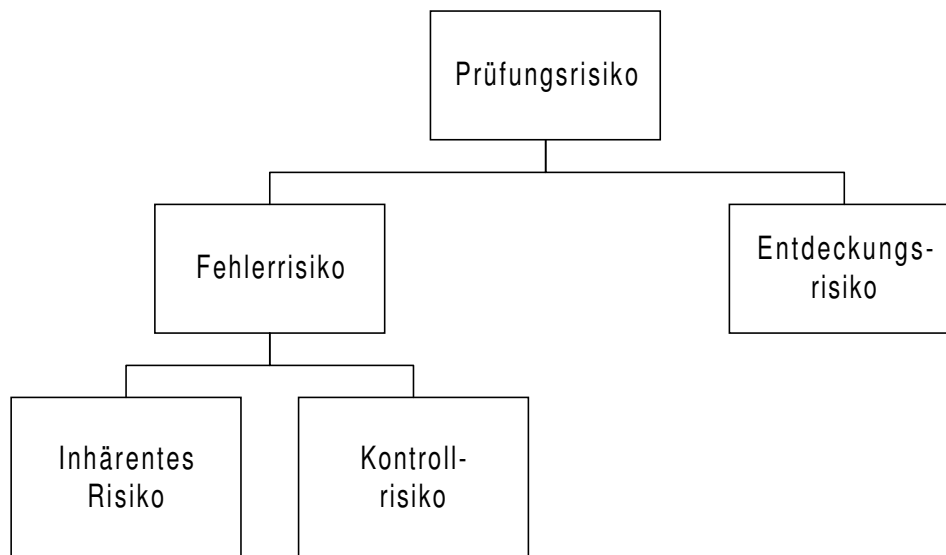 Prüfungsrisiko
Fehlerrisiko
Entdeckungs-
risiko
Inhärentes
Risiko
Kontroll-
risiko